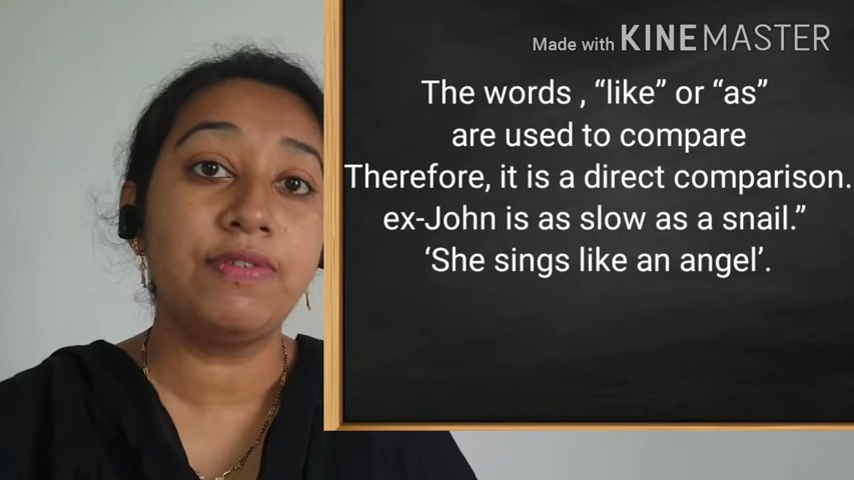 Made with KINEMASTER
The words , “like” or “as”
are used to compare
Therefore, it is a direct comparison.
ex-John is as slow as a snail.”
‘She sings like an angel’.